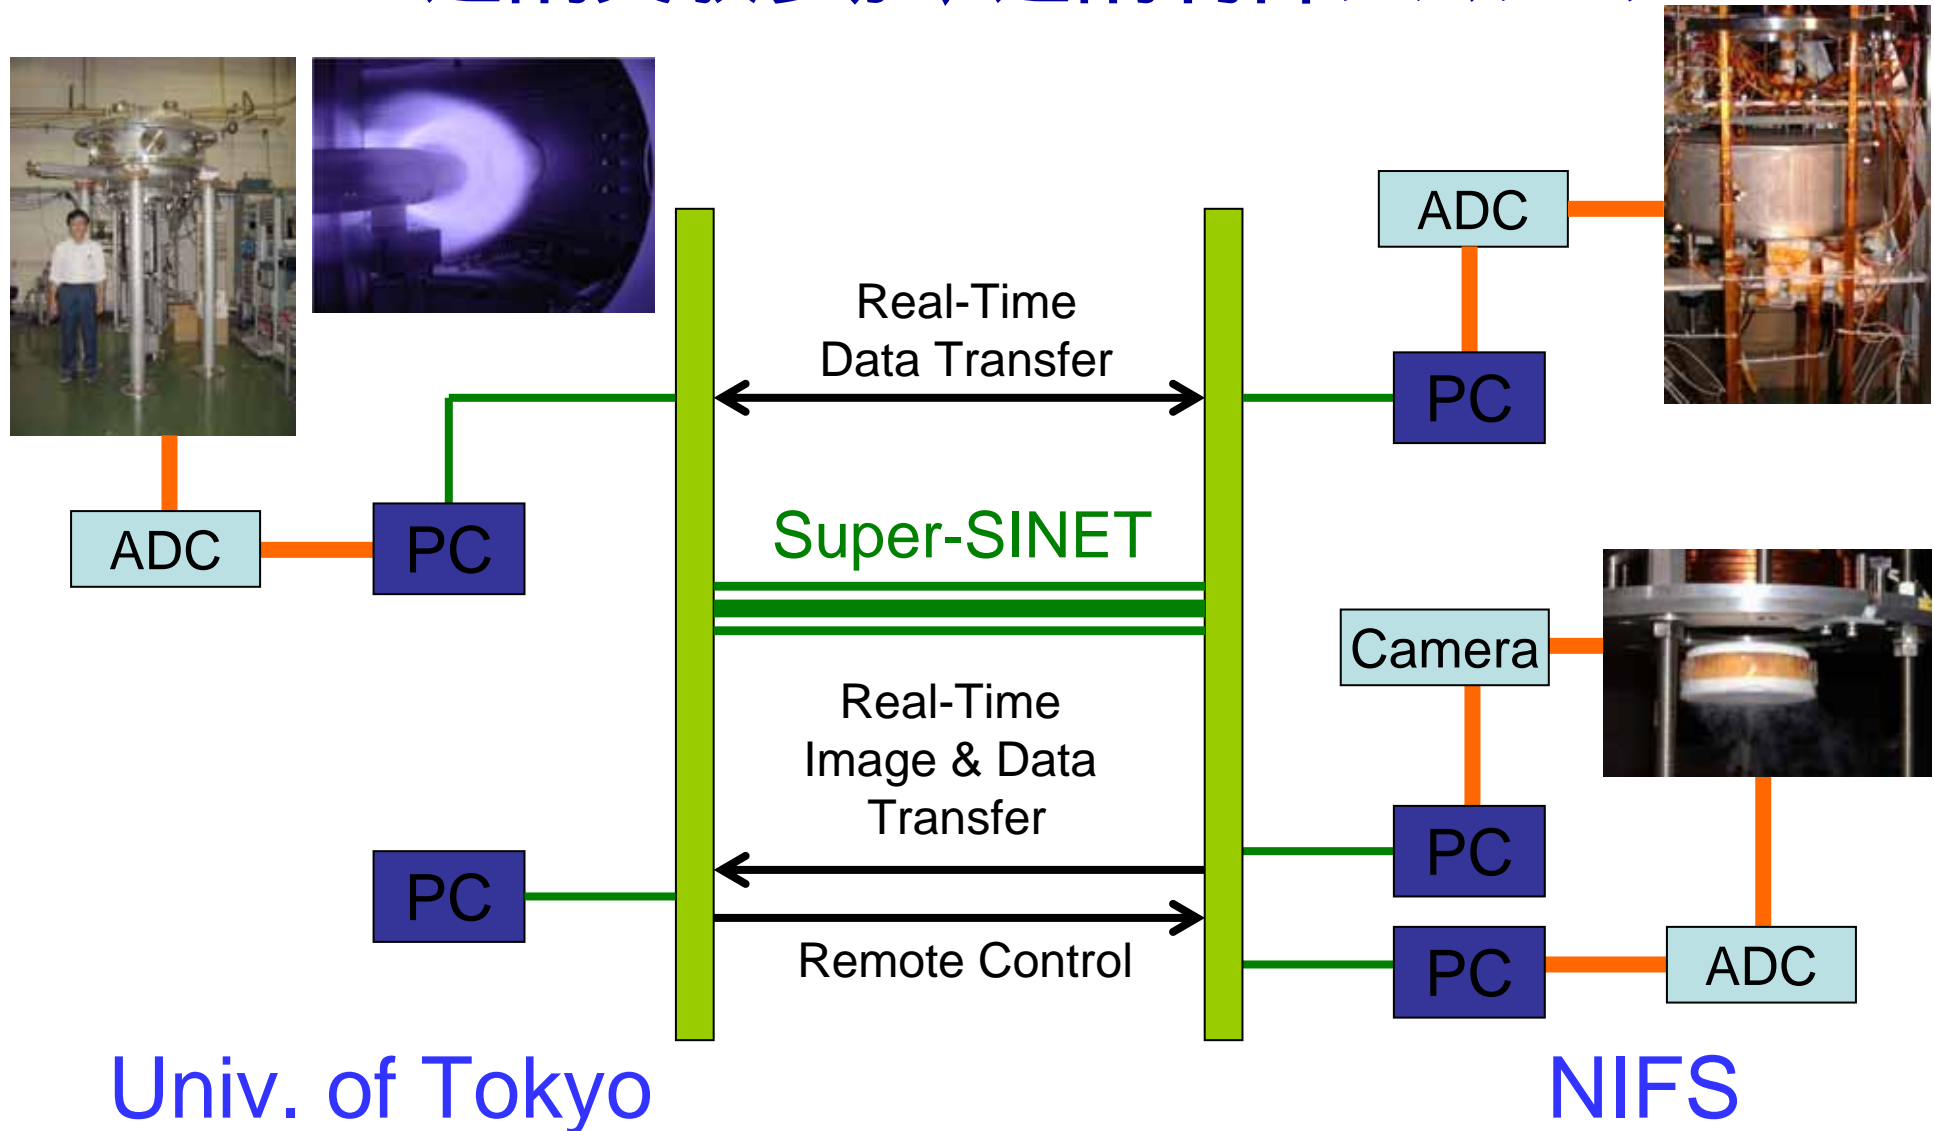 ADC
Real-Time
Data Transfer
PC
ADC
PC
Super-SINET
Camera
Real-Time
Image & Data
Transfer
PC
PC
Remote Control
PC
ADC
Univ. of Tokyo
NIFS